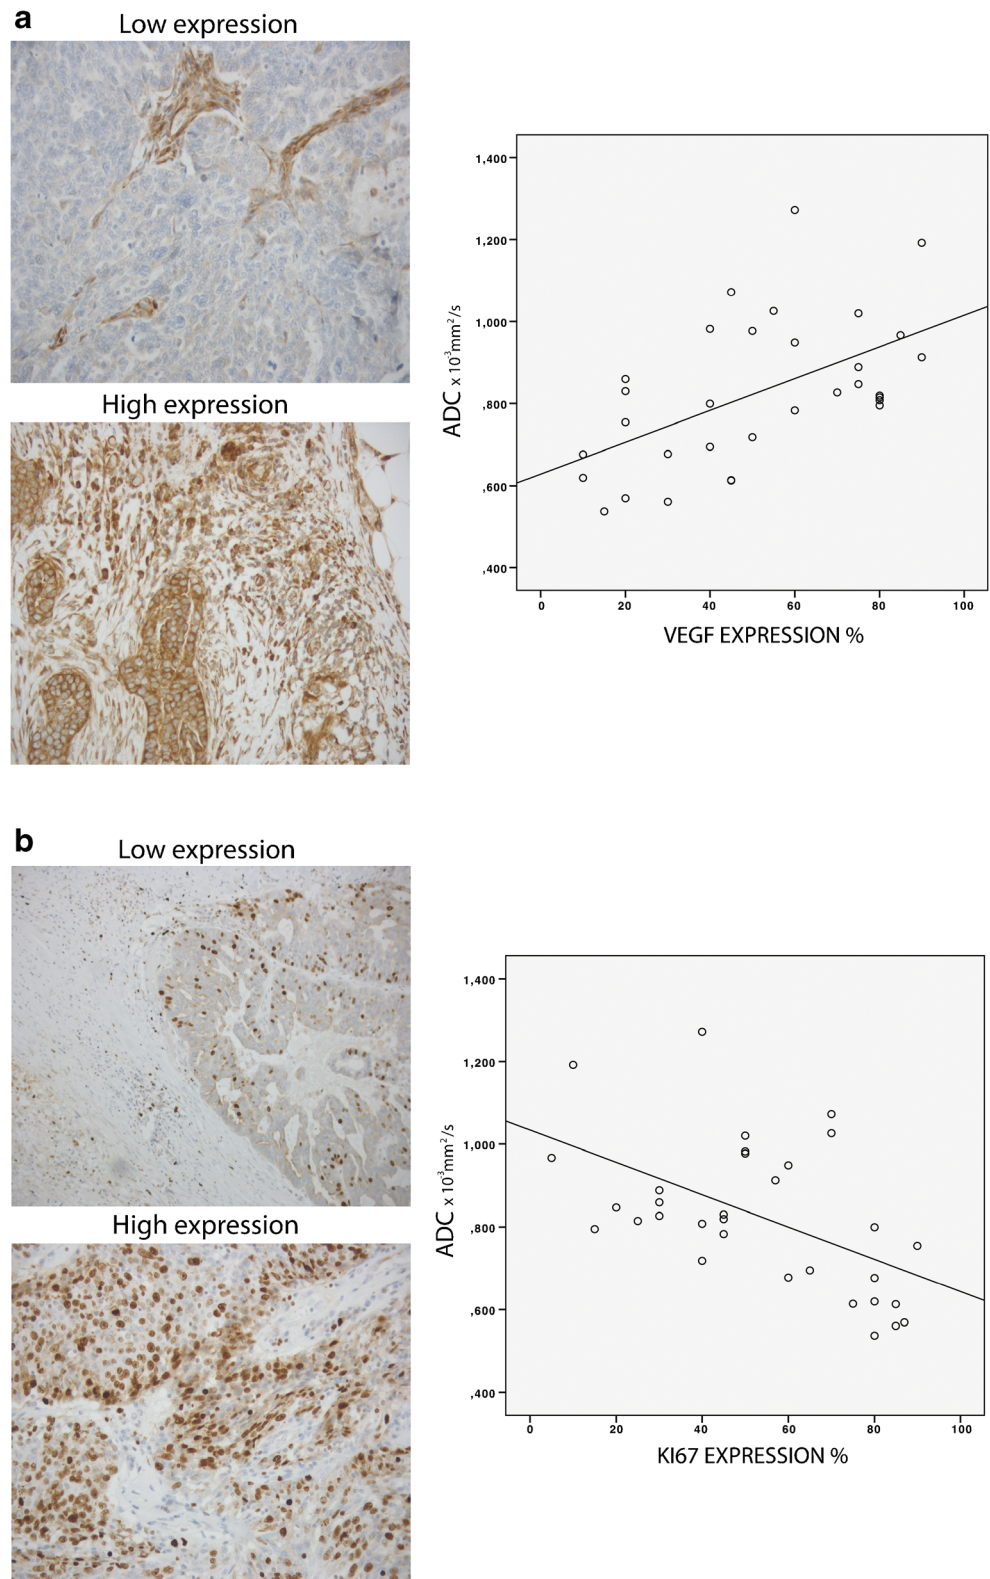 a
Low expression
High expression
1,400
1,200
1,000
,800
,600
,400
ADC x 10³mm²/s
0 20 40 60 80 100
VEGF EXPRESSION %
b
Low expression
High expression
1,400
1,200
1,000
,800
,600
,400
ADC x 10³mm²/s
0 20 40 60 80 100
KI67 EXPRESSION %